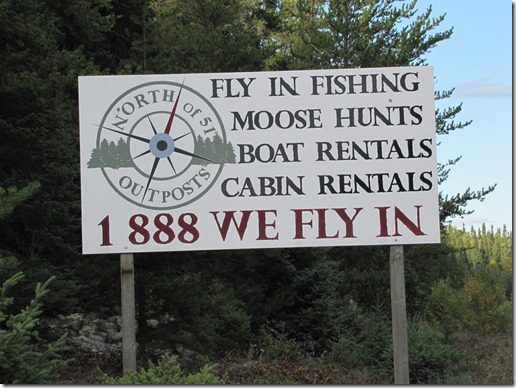 NORTH of 51
OUTPOSTS
FLY IN FISHING
MOOSE HUNTS
BOAT RENTALS
CABIN RENTALS
1 888 WE FLY IN